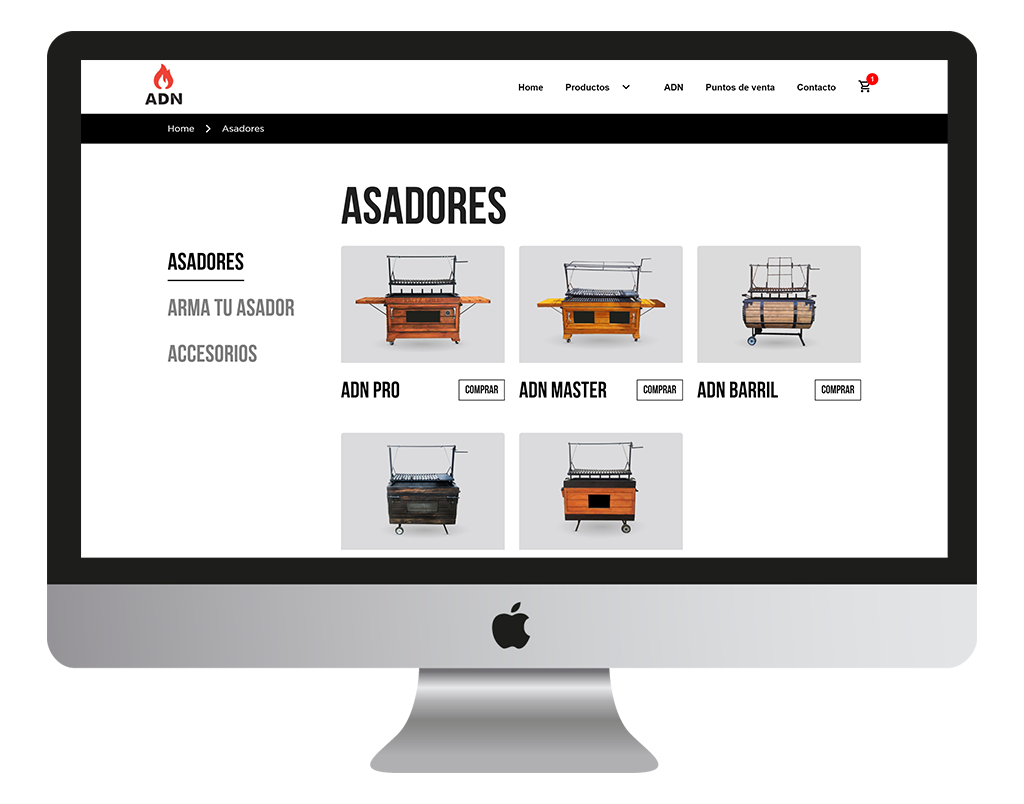 ADN
Home Productos ADN Puntos de venta Contacto 1
Home > Asadores
ASADORES
ASADORES
ARMA TU ASADOR
ACCESORIOS
ADN PRO COMPRAR
ADN MASTER COMPRAR
ADN BARRIL COMPRAR